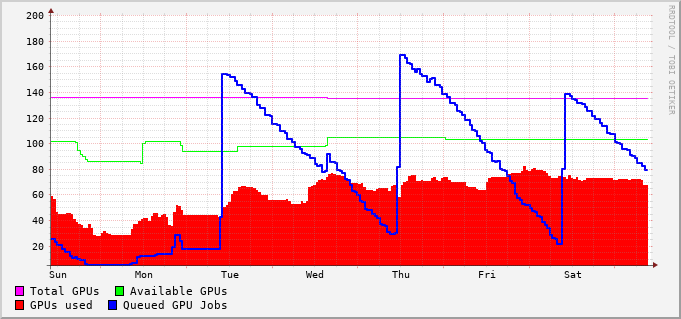 200
180
160
140
120
100
80
60
40
20
Sun Mon Tue Wed Thu Fri Sat
Total GPUs Available GPUs
GPUs used Queued GPU Jobs
RRDTOOL / TOBI OETIKER